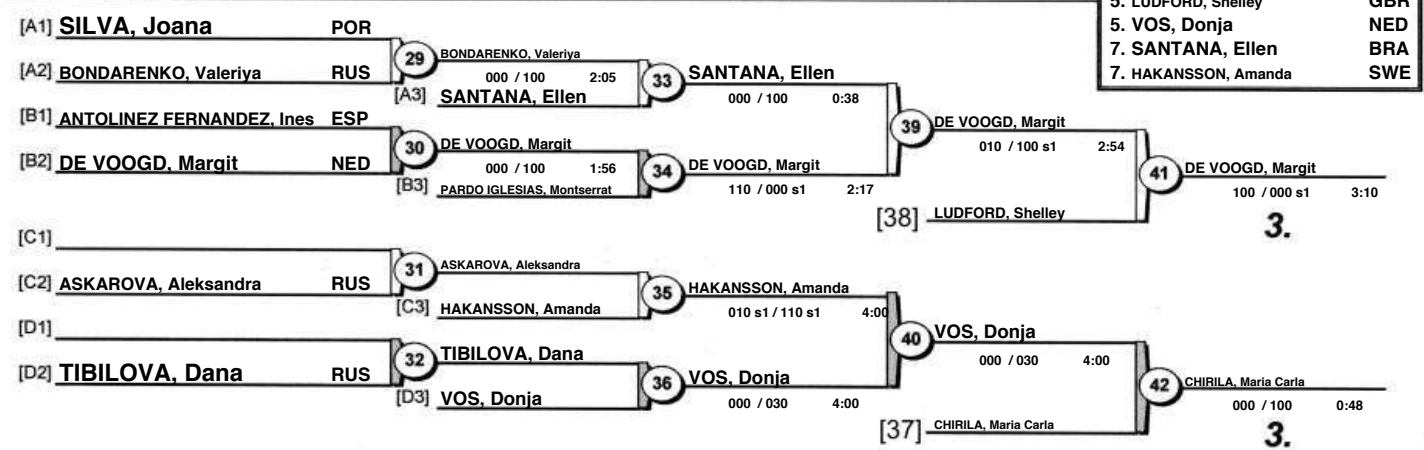 5. LUDFORD, Shelley GBR
5. VOS, Donja NED
7. SANTANA, Ellen BRA
7. HAKANSSON, Amanda SWE
[A1] SILVA, Joana POR
[A2] BONDARENKO, Valeriya RUS
29
BONDARENKO, Valeriya
000 / 100 2:05
[A3] SANTANA, Ellen
33
SANTANA, Ellen
000 / 100 0:38
[B1] ANTOLINEZ FERNANDEZ, Ines ESP
[B2] DE VOOGD, Margit NED
30
DE VOOGD, Margit
000 / 100 1:56
[B3] PARDO IGLESIAS, Montserrat
34
DE VOOGD, Margit
110 / 000 s1 2:17
39
DE VOOGD, Margit
010 / 100 s1 2:54
[38] LUDFORD, Shelley
41
DE VOOGD, Margit
100 / 000 s1 3:10
3.
[C1]
[C2] ASKAROVA, Aleksandra RUS
31
ASKAROVA, Aleksandra
[C3] HAKANSSON, Amanda
35
HAKANSSON, Amanda
010 s1 / 110 s1 4:00
[D1]
[D2] TIBILOVA, Dana RUS
32
TIBILOVA, Dana
[D3] VOS, Donja
36
VOS, Donja
000 / 030 4:00
40
VOS, Donja
000 / 030 4:00
[37] CHIRILA, Maria Carla
42
CHIRILA, Maria Carla
000 / 100 0:48
3.